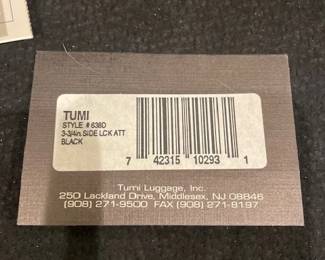 TUMI
STYLE # 638D
3-3/4in. SIDE LCK ATT
BLACK
7 42315 10293 1
Tumi Luggage, Inc.
250 Lackland Drive, Middlesex, NJ 08846
(908) 271-9500 FAX (908) 271-8197